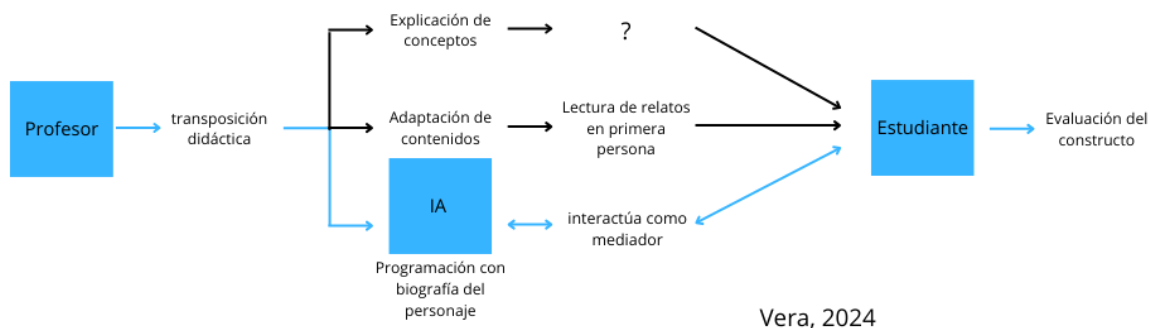 Explicación de
conceptos
?
Profesor
transposición
didáctica
Adaptación de
contenidos
Lectura de relatos
en primera
persona
Estudiante
Evaluación del
constructo
IA
interactúa como
mediador
Programación con
biografía del
personaje
Vera, 2024